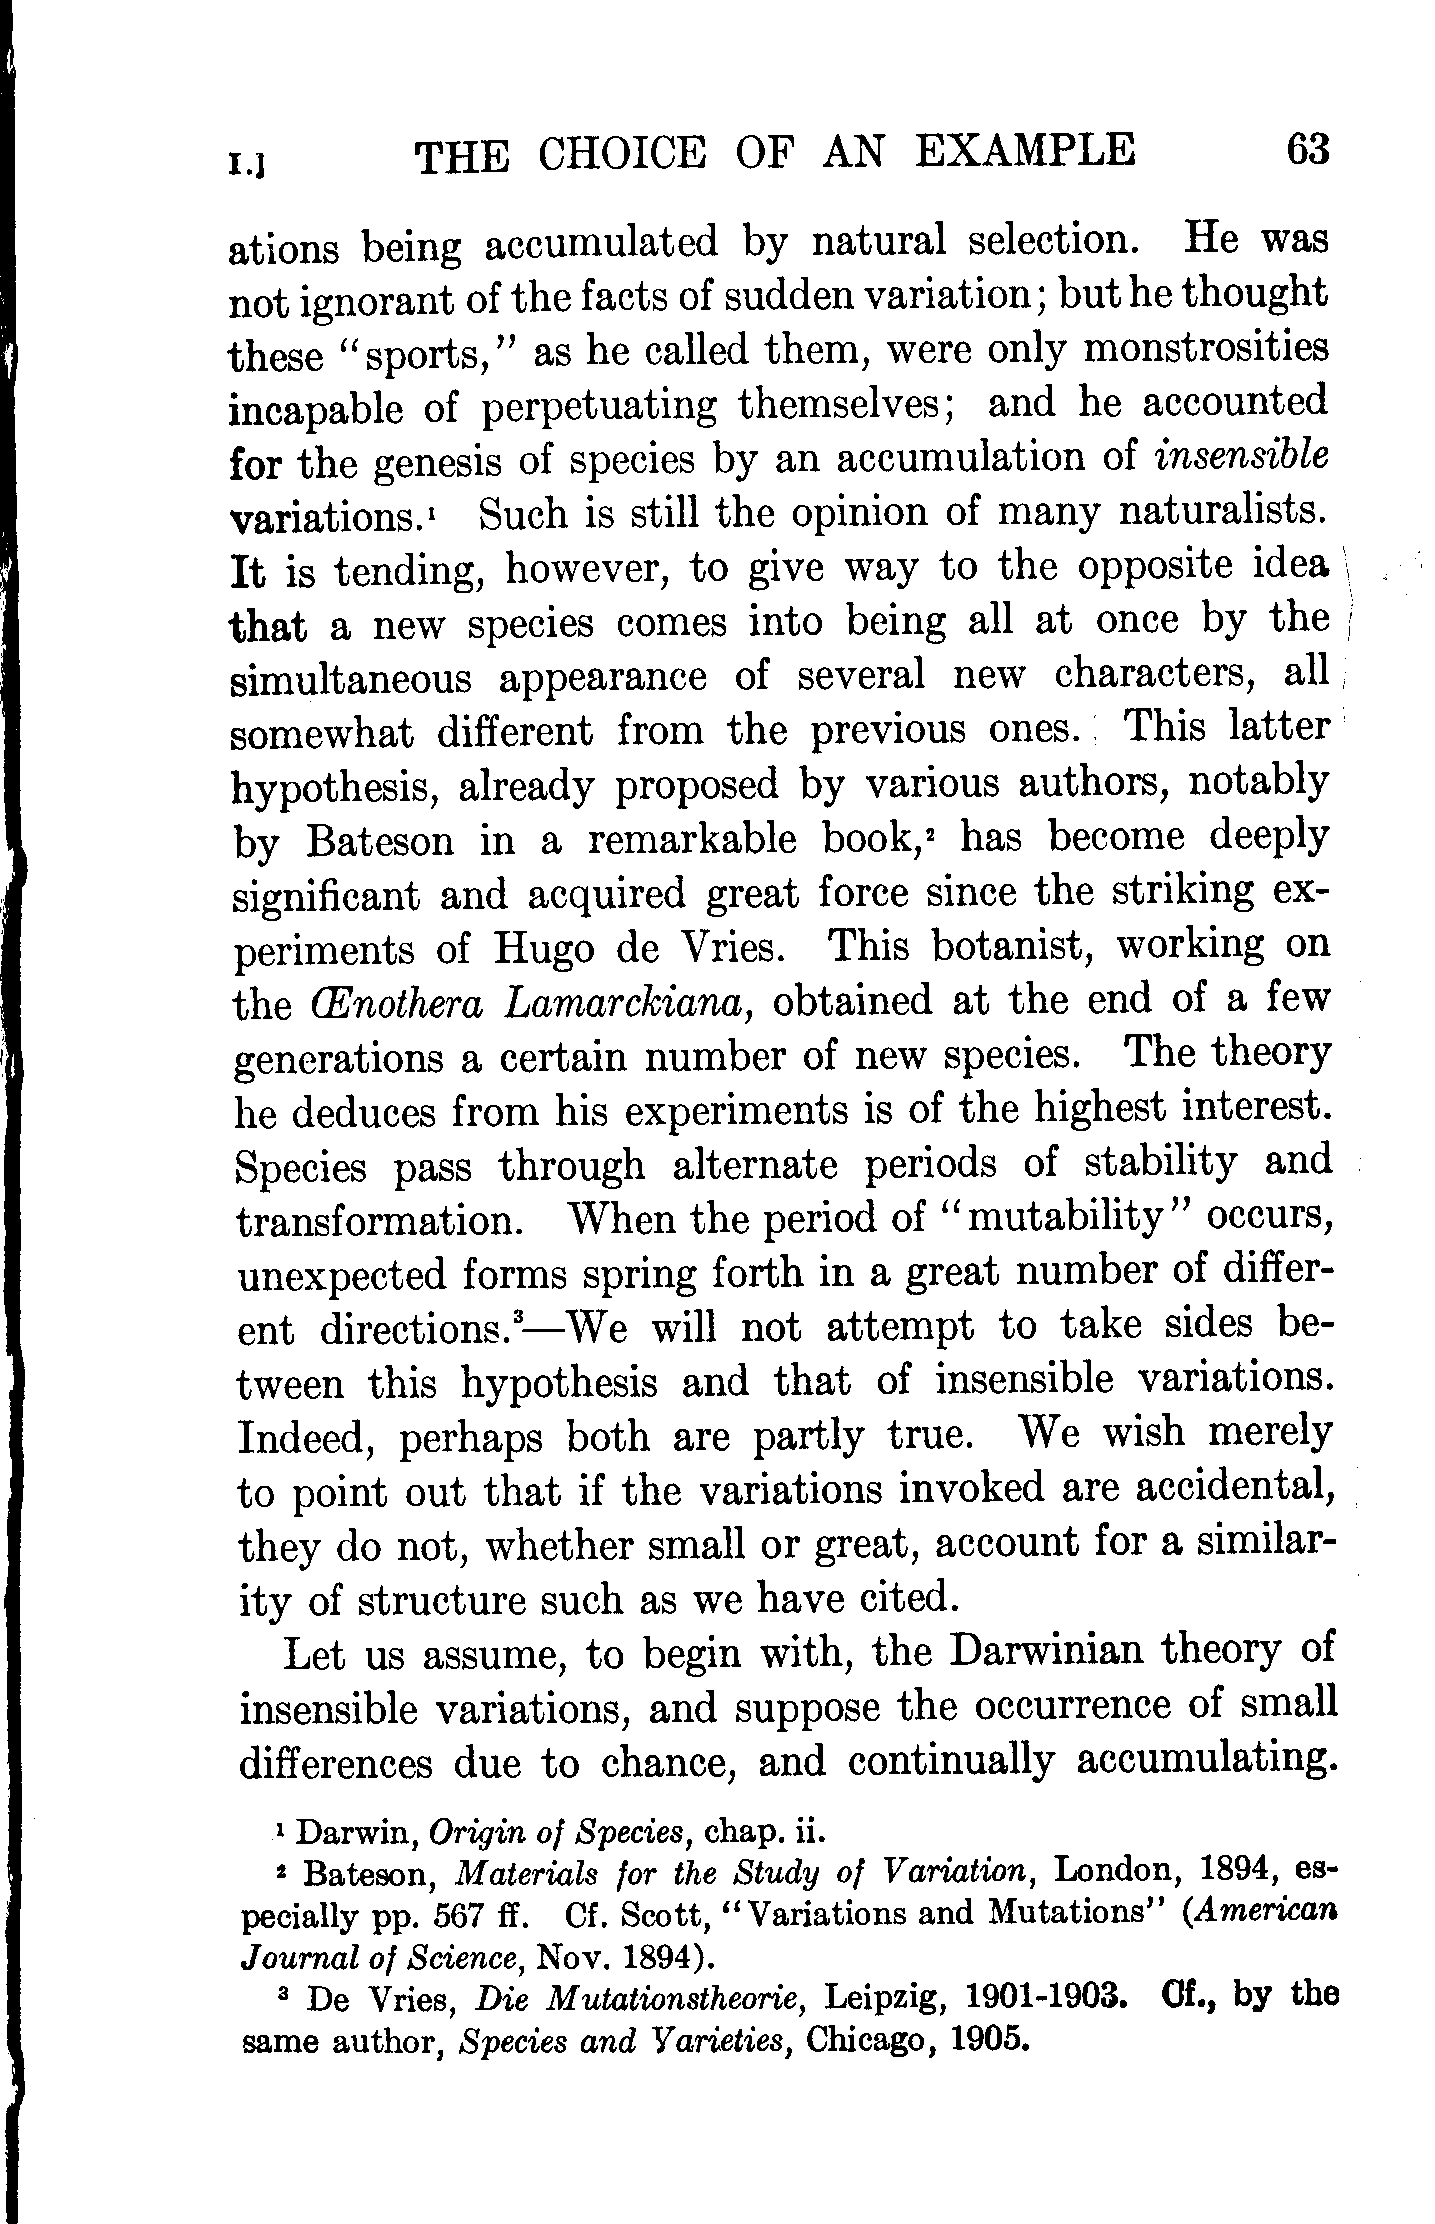 I.] THE CHOICE OF AN EXAMPLE 63
ations being accumulated by natural selection. He was
not ignorant of the facts of sudden variation; but he thought
these "sports," as he called them, were only monstrosities
incapable of perpetuating themselves; and he accounted
for the genesis of species by an accumulation of insensible
variations.¹ Such is still the opinion of many naturalists.
It is tending, however, to give way to the opposite idea
that a new species comes into being all at once by the
simultaneous appearance of several new characters, all
somewhat different from the previous ones. This latter
hypothesis, already proposed by various authors, notably
by Bateson in a remarkable book,² has become deeply
significant and acquired great force since the striking ex-
periments of Hugo de Vries. This botanist, working on
the Œnothera Lamarckiana, obtained at the end of a few
generations a certain number of new species. The theory
he deduces from his experiments is of the highest interest.
Species pass through alternate periods of stability and
transformation. When the period of "mutability" occurs,
unexpected forms spring forth in a great number of differ-
ent directions.³—We will not attempt to take sides be-
tween this hypothesis and that of insensible variations.
Indeed, perhaps both are partly true. We wish merely
to point out that if the variations invoked are accidental,
they do not, whether small or great, account for a similar-
ity of structure such as we have cited.
Let us assume, to begin with, the Darwinian theory of
insensible variations, and suppose the occurrence of small
differences due to chance, and continually accumulating.
¹ Darwin, Origin of Species, chap. ii.
² Bateson, Materials for the Study of Variation, London, 1894, es-
pecially pp. 567 ff. Cf. Scott, "Variations and Mutations" (American
Journal of Science, Nov. 1894).
³ De Vries, Die Mutationstheorie, Leipzig, 1901-1903. Cf., by the
same author, Species and Varieties, Chicago, 1905.